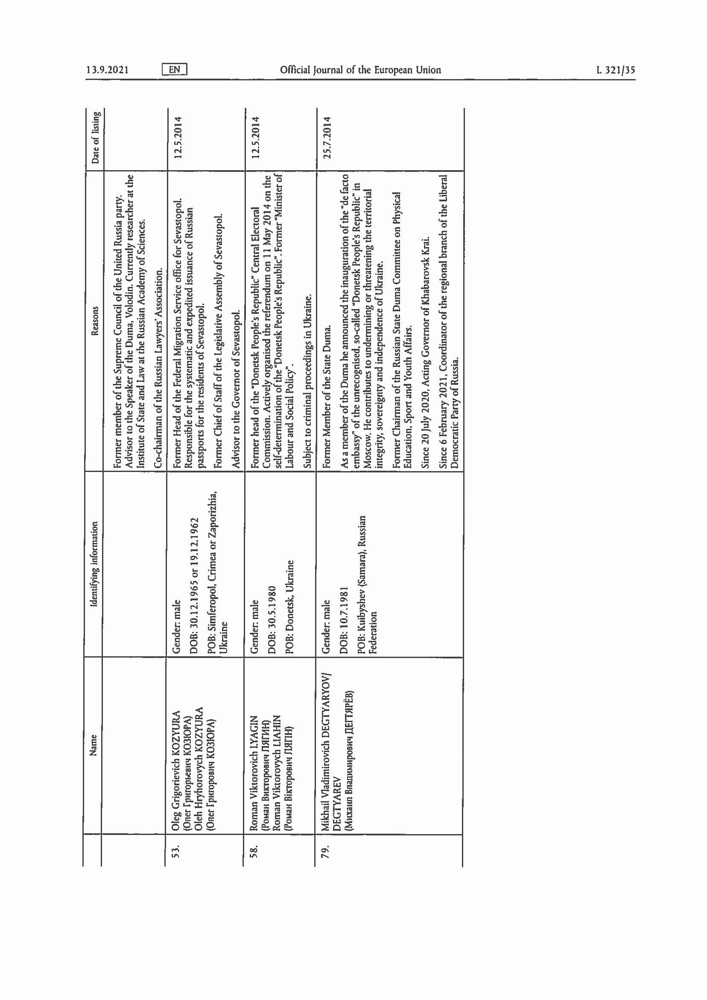 13.9.2021
EN
Official Journal of the European Union
L 321/35
Name
Identifying information
Reasons
Date of listing
Former member of the Supreme Council of the United Russia party.
Advisor to the Speaker of the Duma, Volodin. Currently researcher at the
Institute of State and Law at the Russian Academy of Sciences.
Co-chairman of the Russian Lawyers' Association.
53.
Oleg Grigorievich KOZYURA
(Олег Григорьевич КОЗЮРА)
Oleh Hryhorovych KOZYURA
(Олег Григорович КОЗЮРА)
Gender: male
DOB: 30.12.1965 or 19.12.1962
POB: Simferopol, Crimea or Zaporizhia,
Ukraine
Former Head of the Federal Migration Service office for Sevastopol.
Responsible for the systematic and expedited issuance of Russian
passports for the residents of Sevastopol.
Former Chief of Staff of the Legislative Assembly of Sevastopol.
Advisor to the Governor of Sevastopol.
12.5.2014
58.
Roman Viktorovich LYAGIN
(Роман Викторович ЛЯГИН)
Roman Viktorovych LIAHIN
(Роман Вікторович ЛЯГІН)
Gender: male
DOB: 30.5.1980
POB: Donetsk, Ukraine
Former head of the "Donetsk People's Republic" Central Electoral
Commission. Actively organised the referendum on 11 May 2014 on the
self-determination of the "Donetsk People's Republic". Former "Minister of
Labour and Social Policy".
Subject to criminal proceedings in Ukraine.
12.5.2014
79.
Mikhail Vladimirovich DEGTYARYOV/
DEGTYAREV
(Михаил Владимирович ДЕГТЯРЁВ)
Gender: male
DOB: 10.7.1981
POB: Kuibyshev (Samara), Russian
Federation
Former Member of the State Duma.
As a member of the Duma he announced the inauguration of the "de facto
embassy" of the unrecognised, so-called "Donetsk People's Republic" in
Moscow. He contributes to undermining or threatening the territorial
integrity, sovereignty and independence of Ukraine.
Former Chairman of the Russian State Duma Committee on Physical
Education, Sport and Youth Affairs.
Since 20 July 2020, Acting Governor of Khabarovsk Krai.
Since 6 February 2021, Coordinator of the regional branch of the Liberal
Democratic Party of Russia.
25.7.2014